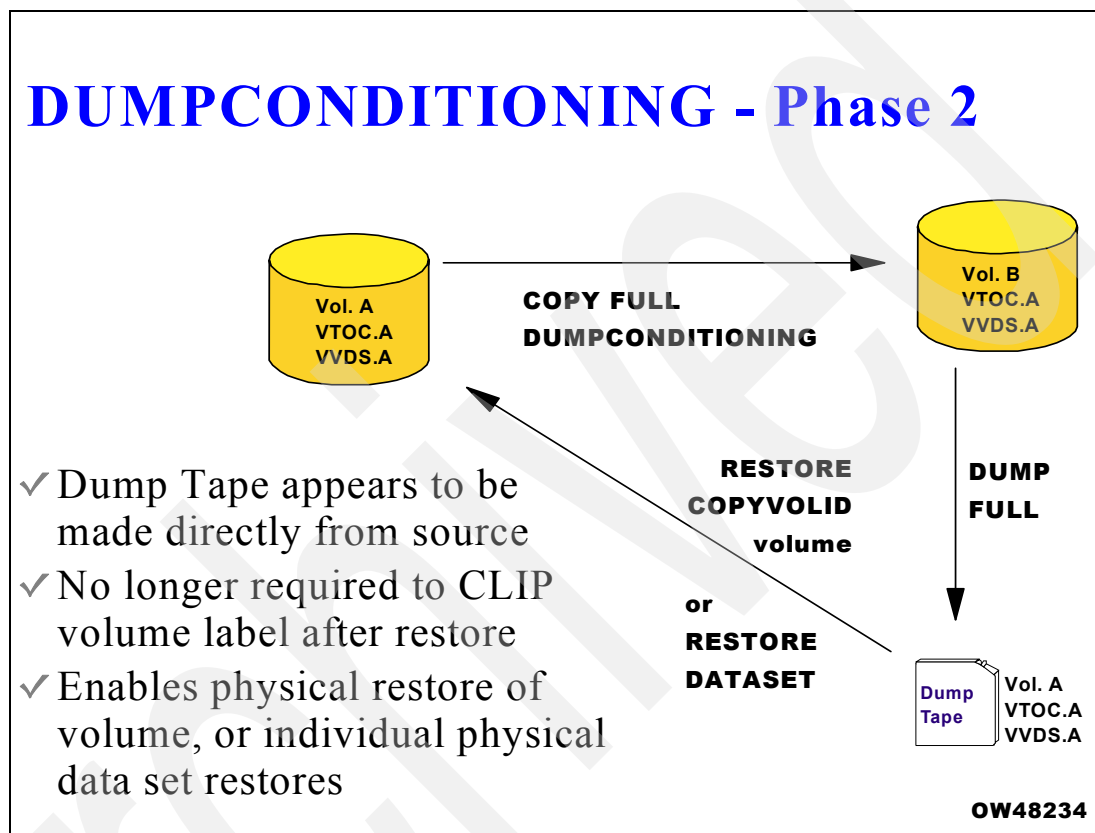 DUMPCONDITIONING - Phase 2
Vol. A
VTOC.A
VVDS.A
COPY FULL
DUMPCONDITIONING
Vol. B
VTOC.A
VVDS.A
✓ Dump Tape appears to be
made directly from source
✓ No longer required to CLIP
volume label after restore
✓ Enables physical restore of
volume, or individual physical
data set restores
RESTORE
COPYVOLID
volume
or
RESTORE
DATASET
DUMP
FULL
Dump
Tape
Vol. A
VTOC.A
VVDS.A
OW48234